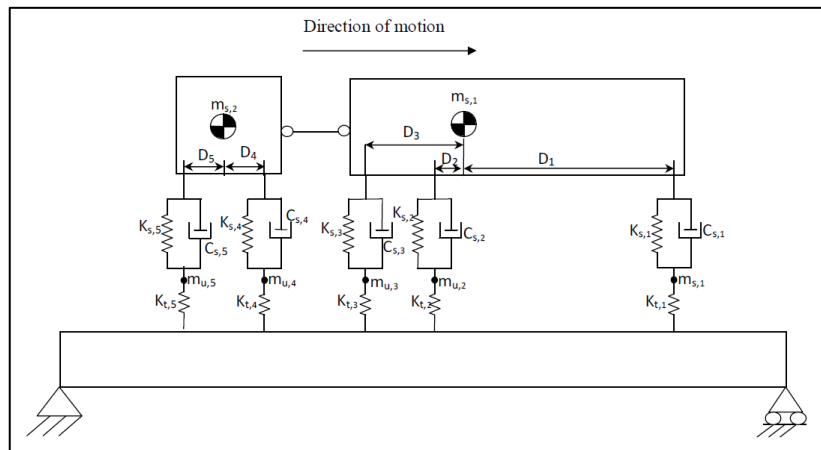 Direction of motion
m_s,2
m_s,1
D_3
D_5
D_4
D_2
D_1
K_s,5
C_s,5
K_s,4
C_s,4
K_s,3
C_s,3
K_s,2
C_s,2
K_s,1
C_s,1
m_u,5
m_u,4
m_u,3
m_u,2
m_s,1
K_t,5
K_t,4
K_t,3
K_t,2
K_t,1